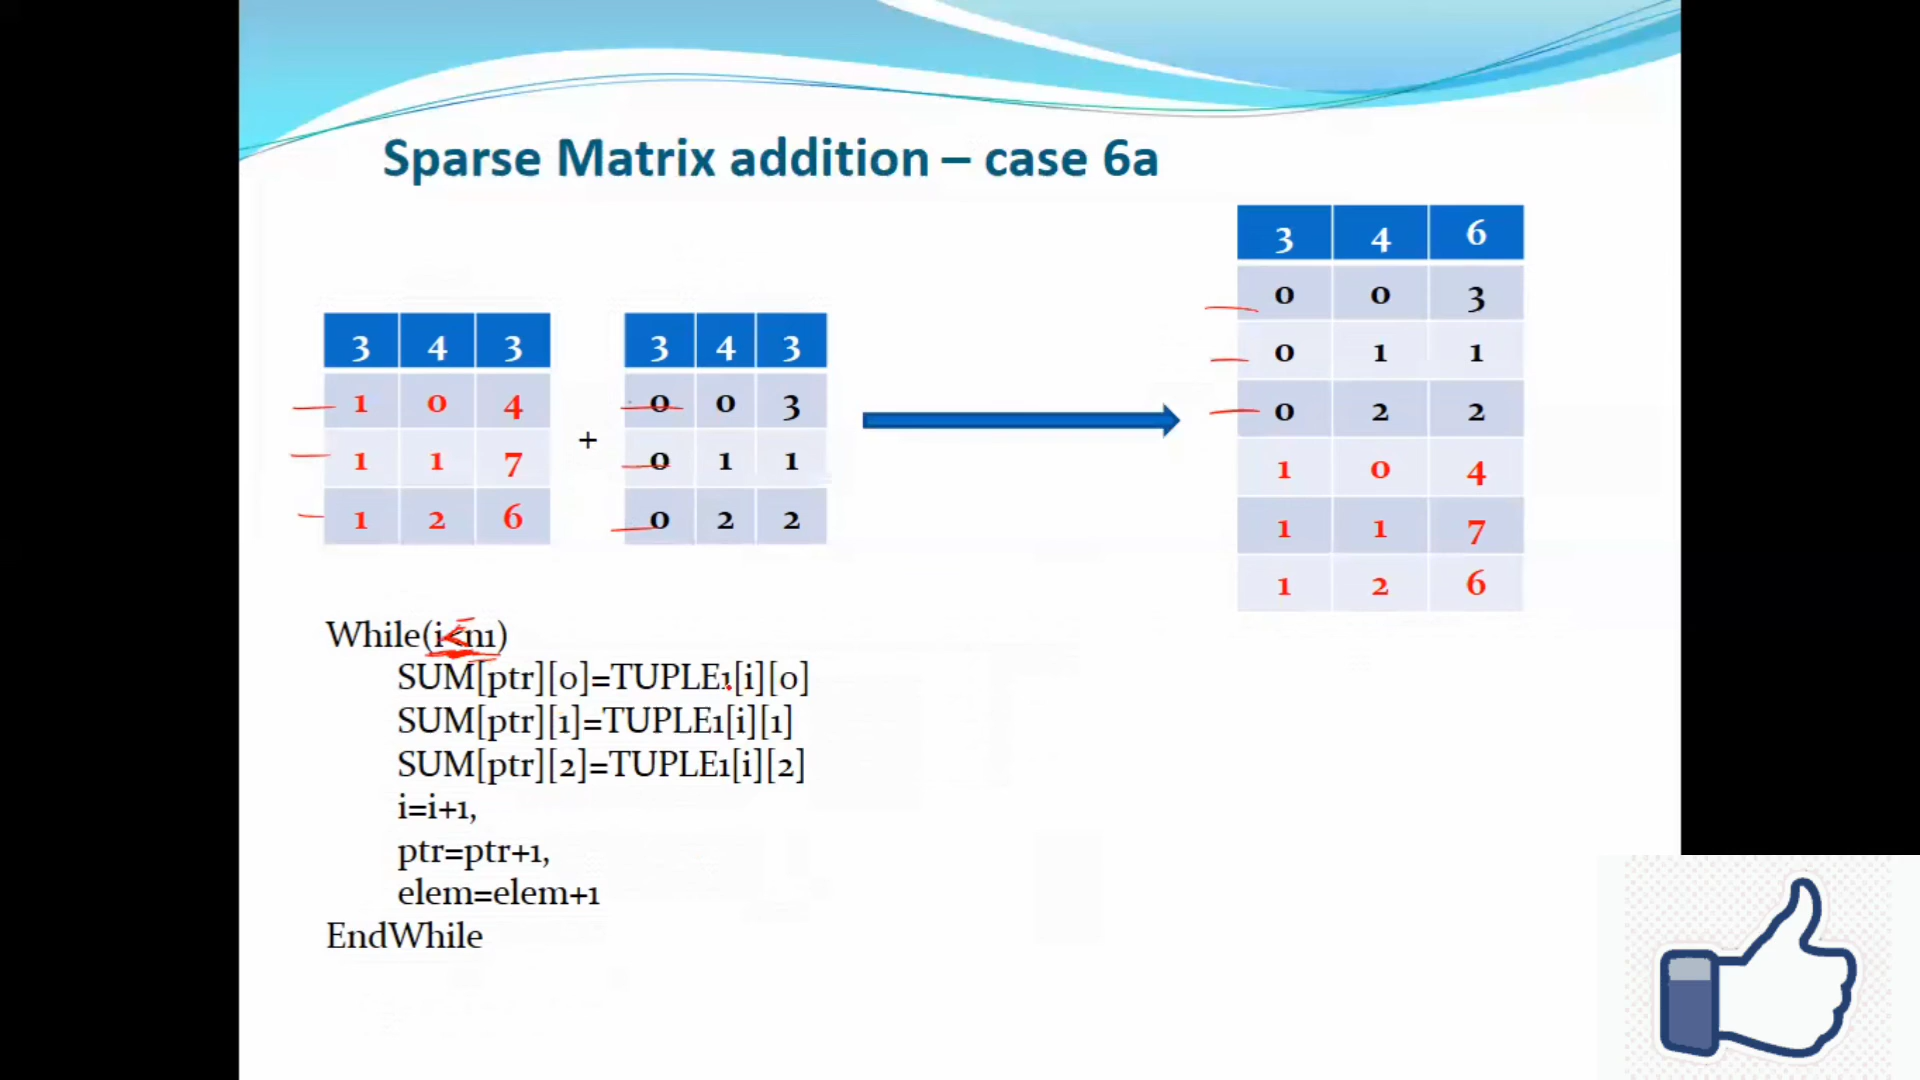 Sparse Matrix addition – case 6a
3 4 3
1 0 4
1 1 7
1 2 6
+
3 4 3
0 0 3
0 1 1
0 2 2
3 4 6
0 0 3
0 1 1
0 2 2
1 0 4
1 1 7
1 2 6
While(i<n1)
SUM[ptr][0]=TUPLE1[i][0]
SUM[ptr][1]=TUPLE1[i][1]
SUM[ptr][2]=TUPLE1[i][2]
i=i+1,
ptr=ptr+1,
elem=elem+1
EndWhile